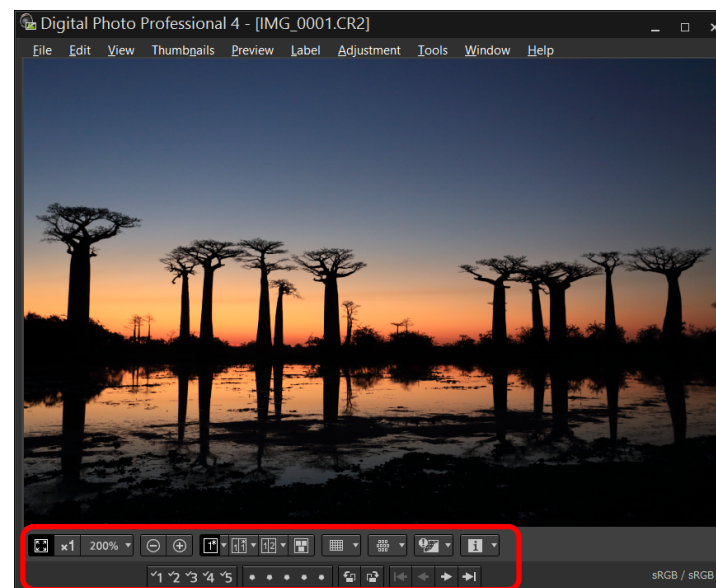 Digital Photo Professional 4 - [IMG_0001.CR2]
File Edit View Thumbnails Preview Label Adjustment Tools Window Help
×1 200%
1 2 3 4 5
sRGB / sRGB